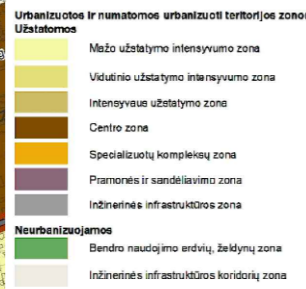 Urbanizuotos ir numatomos urbanizuoti teritorijos zonos
Užstatomos
Mažo užstatymo intensyvumo zona
Vidutinio užstatymo intensyvumo zona
Intensyvaus užstatymo zona
Centro zona
Specializuotų kompleksų zona
Pramonės ir sandėliavimo zona
Inžinerinės infrastruktūros zona
Neurbanizuojamos
Bendro naudojimo erdvių, želdynų zona
Inžinerinės infrastruktūros koridorių zona